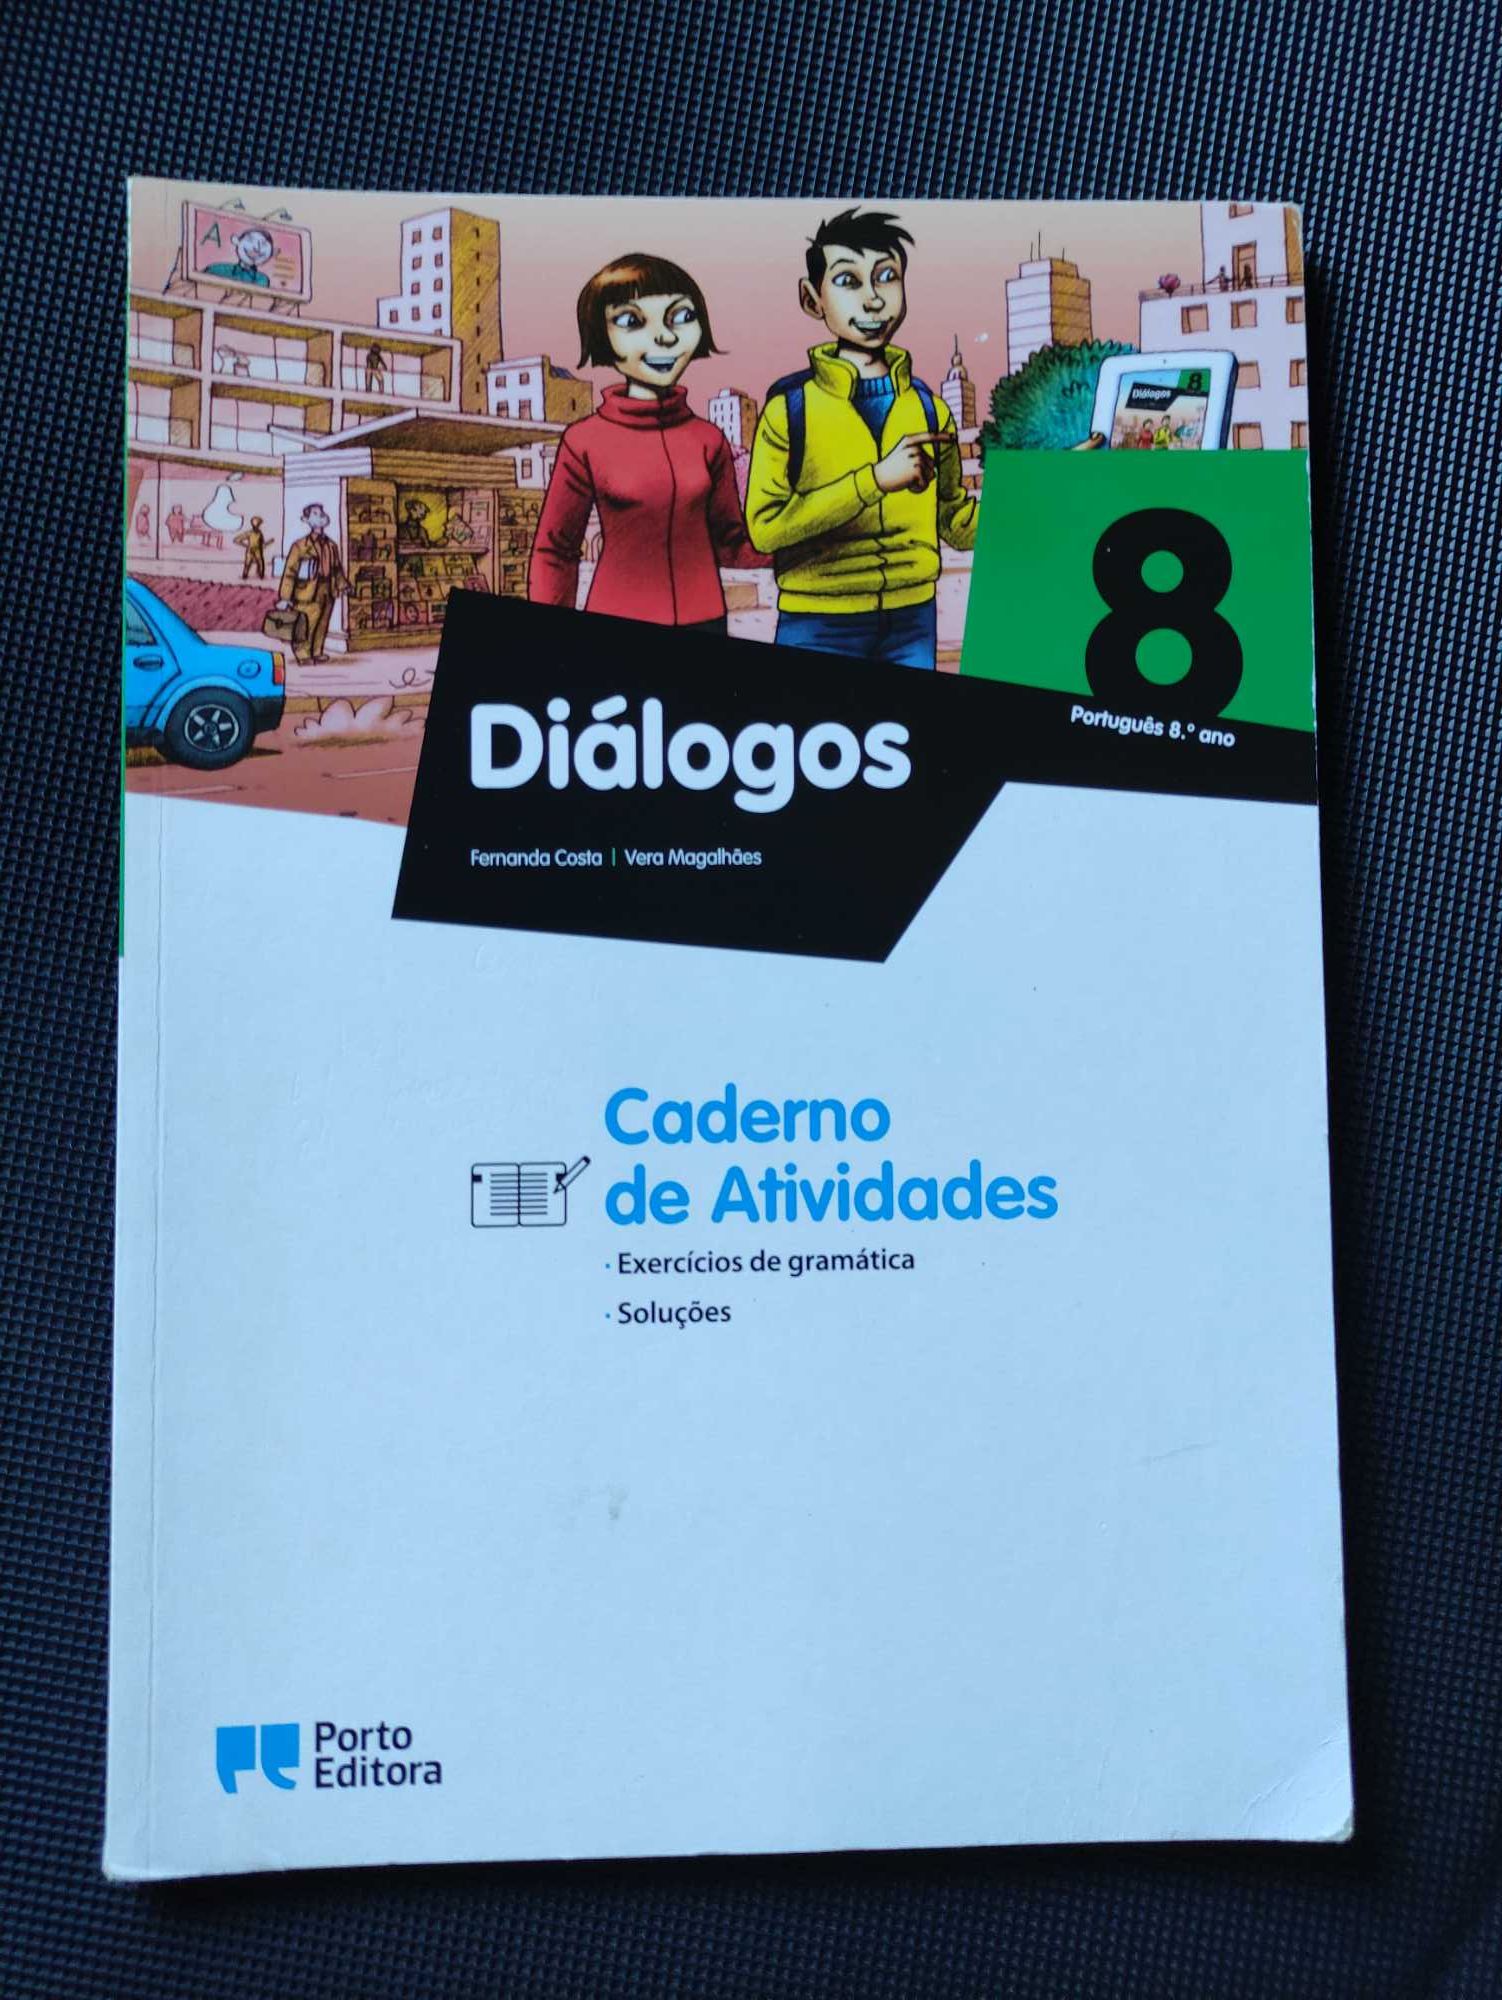 A
8
Diálogos
8
Português 8.º ano
Diálogos
Fernanda Costa | Vera Magalhães
Caderno
de Atividades
· Exercícios de gramática
· Soluções
Porto
Editora